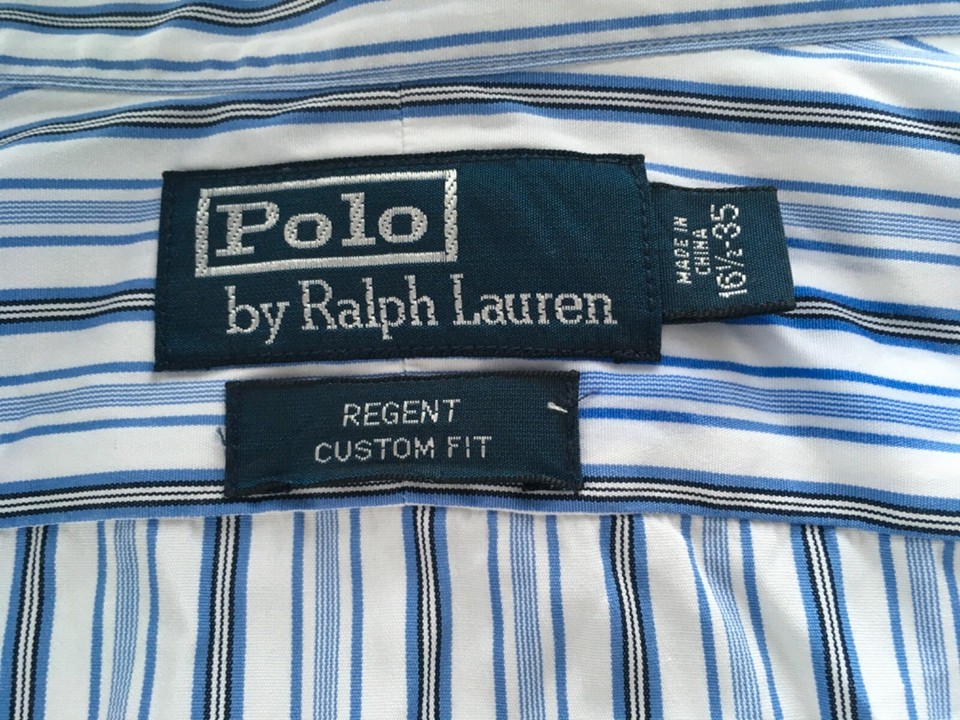 Polo
by Ralph Lauren
MADE IN
CHINA
16½-35
REGENT
CUSTOM FIT